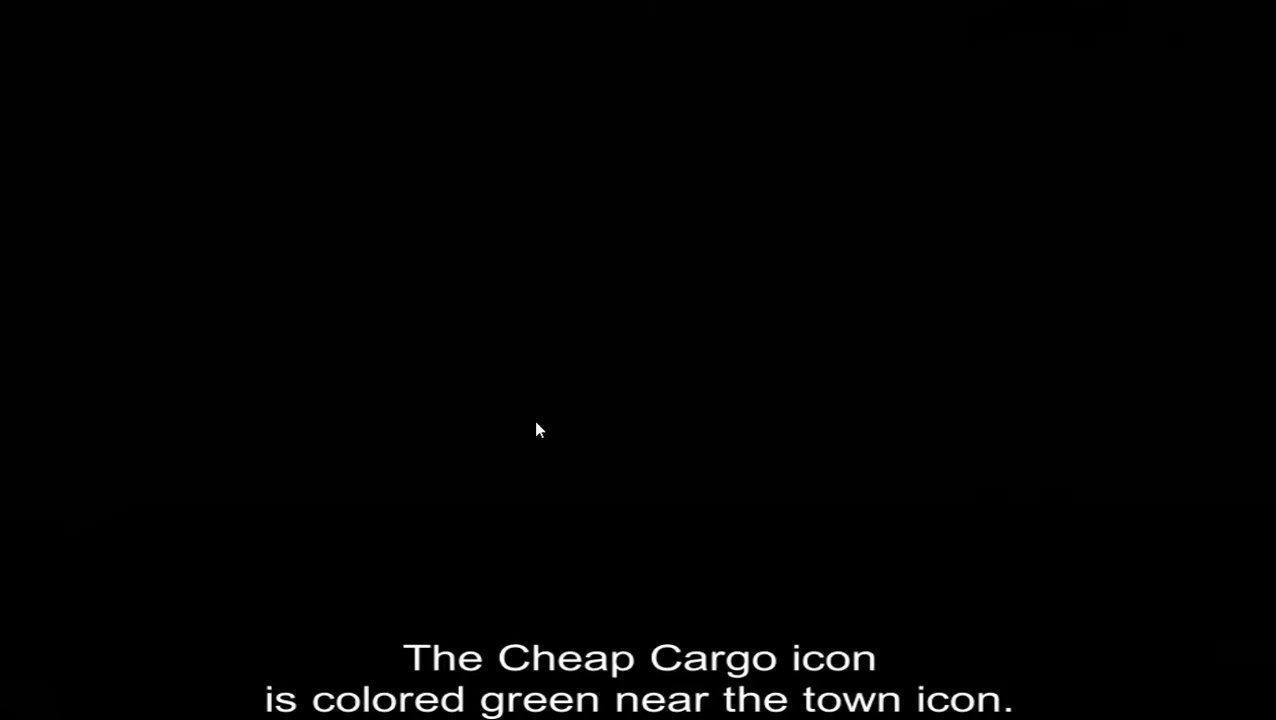 The Cheap Cargo icon
is colored green near the town icon.